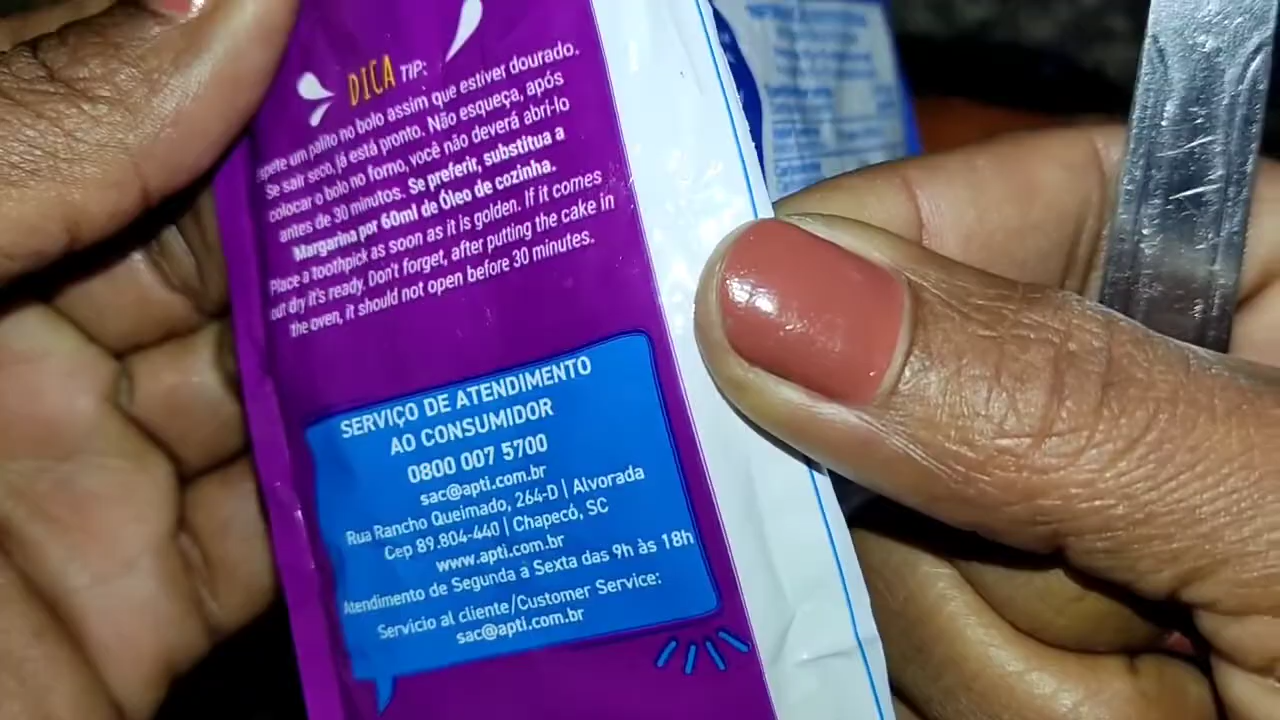 DICA TIP:
spete um palito no bolo assim que estiver dourado.
Se sair seco, já está pronto. Não esqueça, após
colocar o bolo no forno, você não deverá abri-lo
antes de 30 minutos. Se preferir, substitua a
Margarina por 60ml de Óleo de cozinha.
Place a toothpick as soon as it is golden. If it comes
out dry it's ready. Don't forget, after putting the cake in
the oven, it should not open before 30 minutes.
SERVIÇO DE ATENDIMENTO
AO CONSUMIDOR
0800 007 5700
sac@apti.com.br
Rua Rancho Queimado, 264-D | Alvorada
Cep 89.804-440 | Chapecó, SC
www.apti.com.br
Atendimento de Segunda a Sexta das 9h às 18h
Servicio al cliente/Customer Service:
sac@apti.com.br